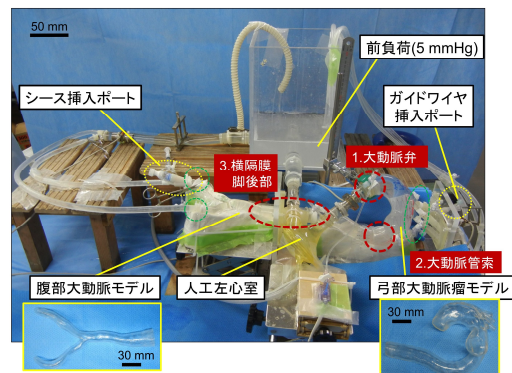 50 mm
前負荷(5 mmHg)
シース挿入ポート
ガイドワイヤ
挿入ポート
3.横隔膜
脚後部
1.大動脈弁
2.大動脈管索
腹部大動脈モデル
人工左心室
弓部大動脈瘤モデル
30 mm
30 mm